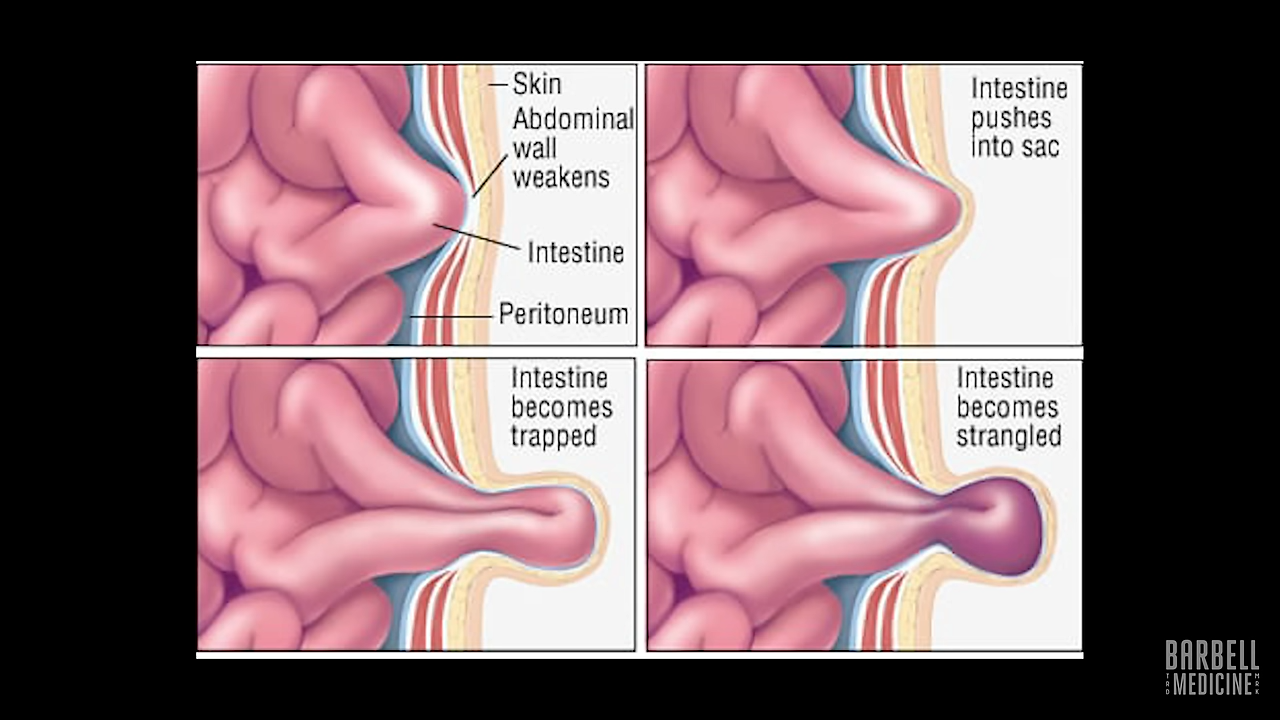 Skin
Abdominal
wall
weakens
Intestine
Peritoneum
Intestine
pushes
into sac
Intestine
becomes
trapped
Intestine
becomes
strangled
BARBELL
MEDICINE